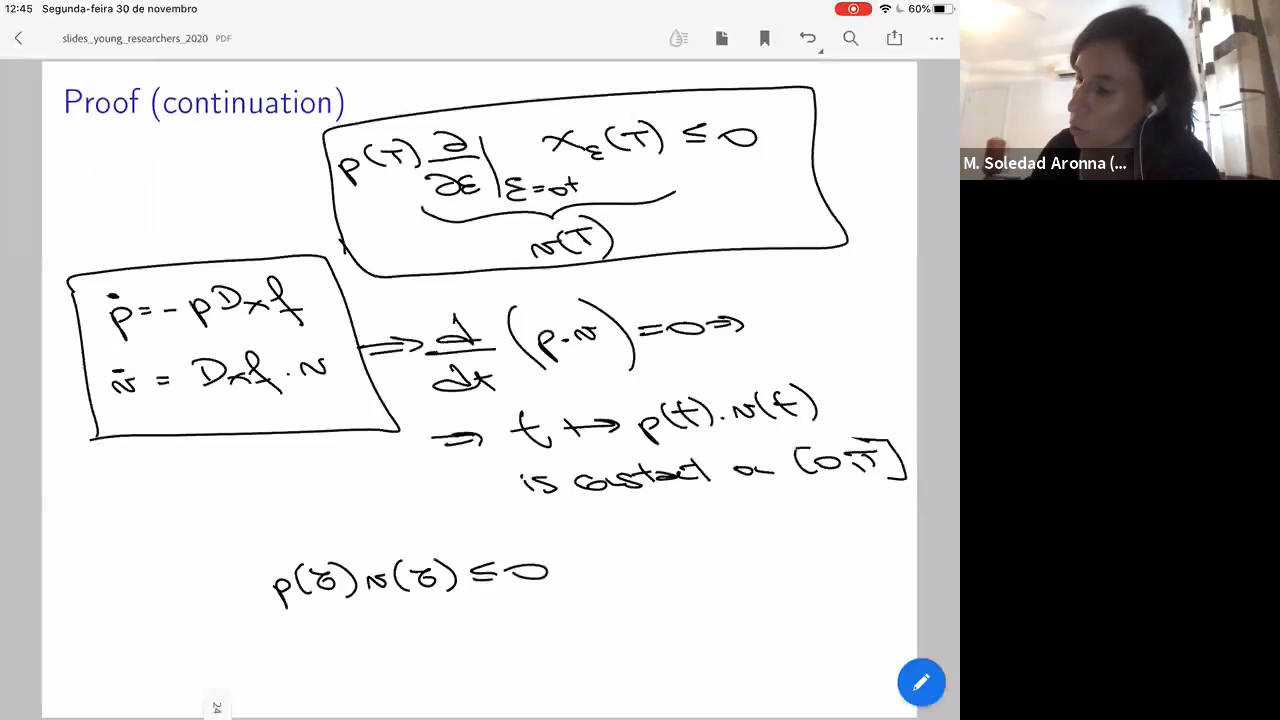 12:45 Segunda-feira 30 de novembro 60%
slides_young_researchers_2020 PDF
Proof (continuation)
p(T) ∂/∂ε |ε=0+ xε(T) ≤ 0
v(T)
ṗ = - p Dxf
v̇ = Dxf · v
⇒ d/dt (p·v) = 0 ⇒
⇒ t ↦ p(t)·v(t)
is constact on [0,T]
p(τ)v(τ) ≤ 0
24
M. Soledad Aronna (...